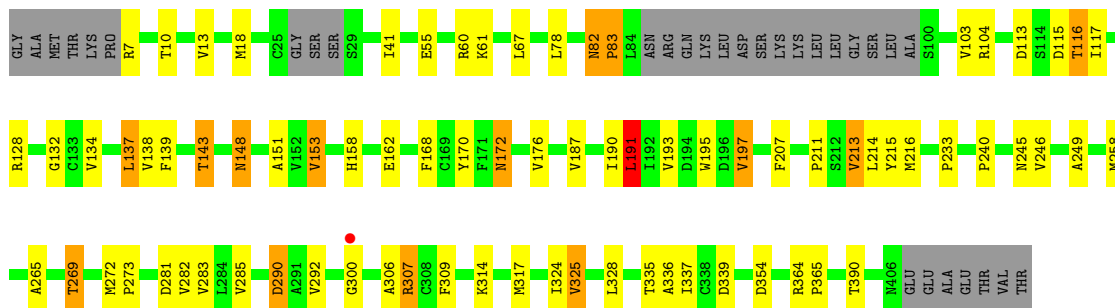 GLY ALA MET THR LYS PRO R7 T10 V13 M18 C25 GLY SER SER S29 I41 E55 R60 K61 L67 L78 N82 P83 L84 ASN ARG GLN LYS LEU ASP SER LYS LYS LEU LEU GLY SER LEU ALA S100 V103 R104 D113 S114 D115 T116 I117
R128 G132 C133 V134 L137 V138 F139 T143 N148 A151 V152 V153 H158 E162 F168 C169 Y170 F171 N172 V176 V187 I190 L191 I192 V193 D194 W195 D196 V197 F207 P211 S212 V213 L214 Y215 M216 P233 P240 N245 V246 A249 M258
A265 T269 M272 P273 D281 V282 V283 L284 V285 D290 A291 V292 G300 A306 R307 C308 F309 K314 M317 I324 V325 L328 T335 A336 I337 C338 D339 D354 R364 P365 T390 N406 GLU GLU ALA GLU THR VAL THR